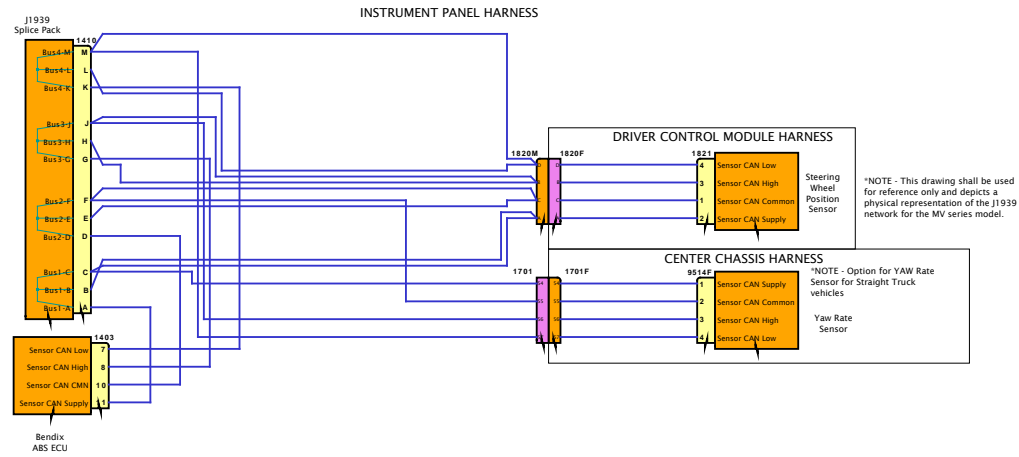 INSTRUMENT PANEL HARNESS
J1939
Splice Pack
1410
Bus4-M M
Bus4-L L
Bus4-K K
Bus3-J J
Bus3-H H
Bus3-G G
Bus2-F F
Bus2-E E
Bus2-D D
Bus1-C C
Bus1-B B
Bus1-A A
1403
Sensor CAN Low 7
Sensor CAN High 8
Sensor CAN CMN 10
Sensor CAN Supply 11
Bendix
ABS ECU
DRIVER CONTROL MODULE HARNESS
1820M 1820F 1821
D D 4 Sensor CAN Low
B B 3 Sensor CAN High
C C 1 Sensor CAN Common
A 2 Sensor CAN Supply
Steering
Wheel
Position
Sensor
*NOTE - This drawing shall be used
for reference only and depicts a
physical representation of the J1939
network for the MV series model.
CENTER CHASSIS HARNESS
1701 1701F 9514F
54 54 1 Sensor CAN Supply
55 55 2 Sensor CAN Common
56 56 3 Sensor CAN High
4 Sensor CAN Low
*NOTE - Option for YAW Rate
Sensor for Straight Truck
vehicles
Yaw Rate
Sensor